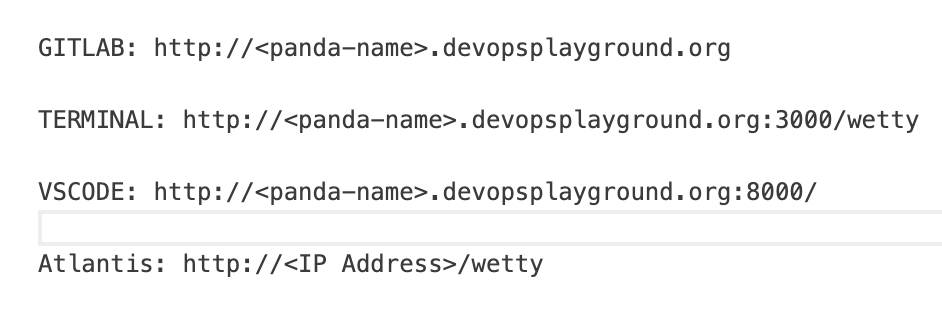 GITLAB: http://<panda-name>.devopsplayground.org
TERMINAL: http://<panda-name>.devopsplayground.org:3000/wetty
VSCODE: http://<panda-name>.devopsplayground.org:8000/
Atlantis: http://<IP Address>/wetty